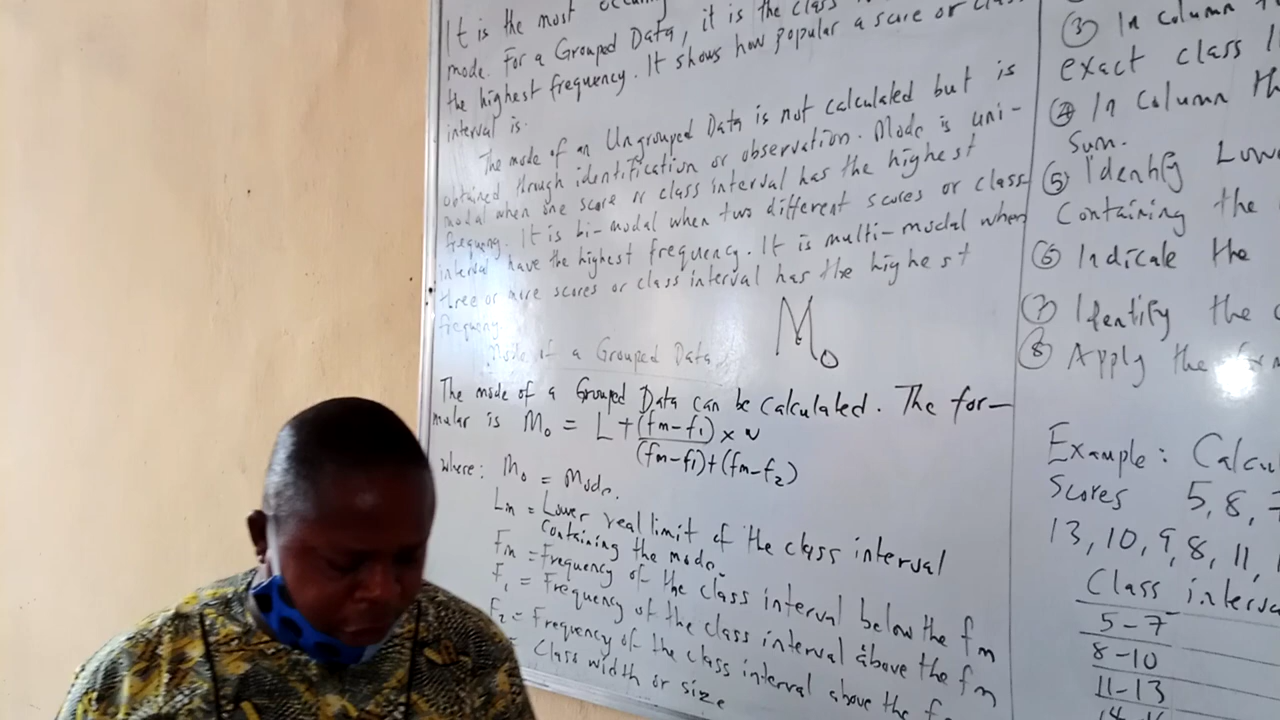 It is the most occuring
mode. For a Grouped Data, it is the class
the highest frequency. It shows how popular a score or class
interval is.
The mode of an Ungrouped Data is not calculated but is
obtained through identification or observation. Mode is uni-
modal when one score or class interval has the highest
frequeny. It is bi-modal when two different scores or class
interval have the highest frequency. It is multi-modal when
three or more scores or class interval has the highest
frequeny.
Mode of a Grouped Data
Mo
The mode of a Grouped Data can be calculated. The for-
mular is Mo = L + (fm-f1) x w
(fm-f1)+(fm-f2)
where: Mo = Mode.
Lm = Lower real limit of the class interval
containing the mode.
Fm = Frequency of the class interval below the fm
F1 = Frequency of the class interval above the fm
F2 = Frequency of the class interval above the
= Class width or size
③ In column
exact class
④ In Column
Sum.
⑤ Identify
Containing the
⑥ Indicate the
⑦ Identify the
⑧ Apply the
Example:
Scores 5, 8,
13, 10, 9, 8, 11,
Class
5-7
8-10
11-13